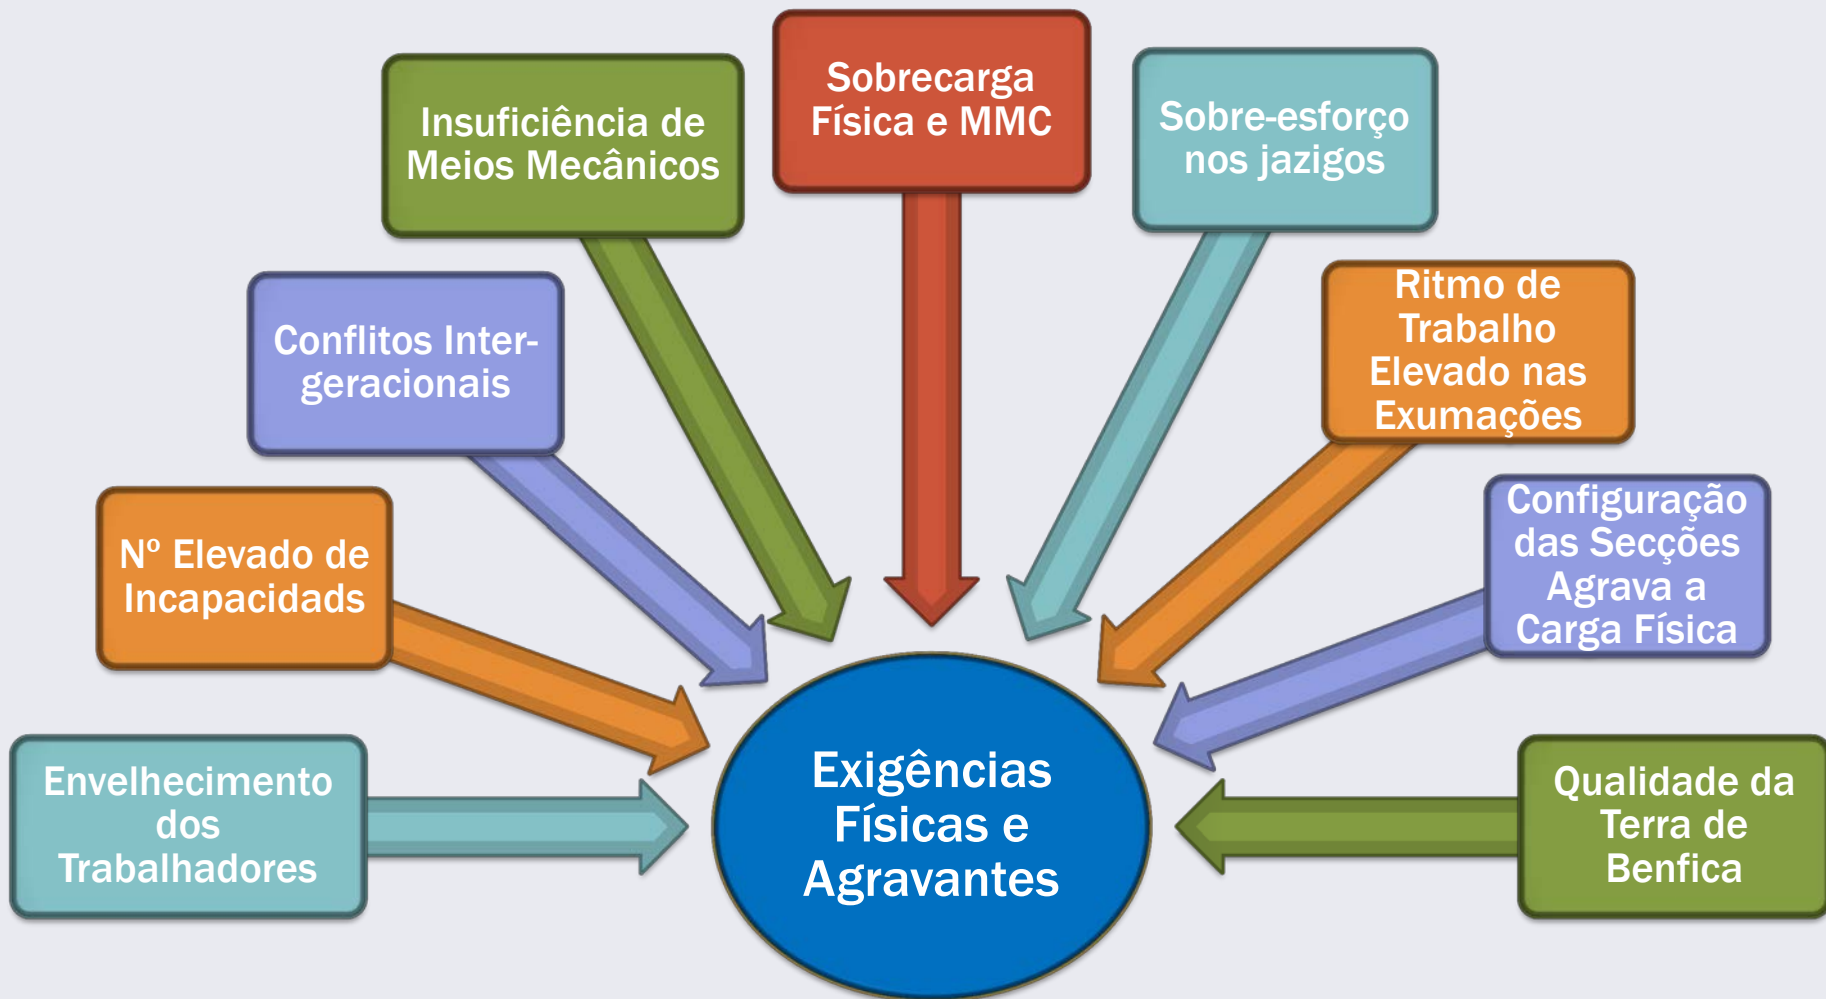 Sobrecarga
Física e MMC
Insuficiência de
Meios Mecânicos
Sobre-esforço
nos jazigos
Conflitos Inter-
geracionais
Ritmo de
Trabalho
Elevado nas
Exumações
Nº Elevado de
Incapacidads
Configuração
das Secções
Agrava a
Carga Física
Envelhecimento
dos
Trabalhadores
Exigências
Físicas e
Agravantes
Qualidade da
Terra de
Benfica